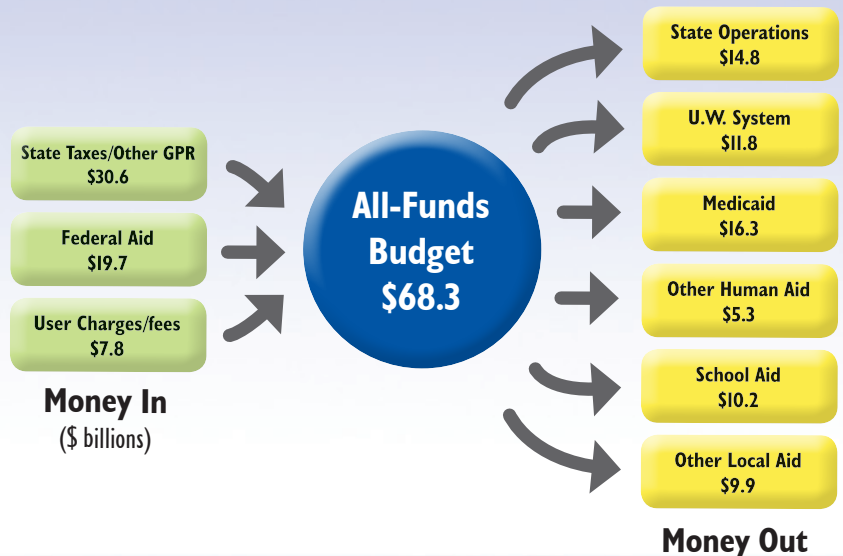 State Taxes/Other GPR
$30.6
Federal Aid
$19.7
User Charges/fees
$7.8
Money In
($ billions)
All-Funds
Budget
$68.3
State Operations
$14.8
U.W. System
$11.8
Medicaid
$16.3
Other Human Aid
$5.3
School Aid
$10.2
Other Local Aid
$9.9
Money Out